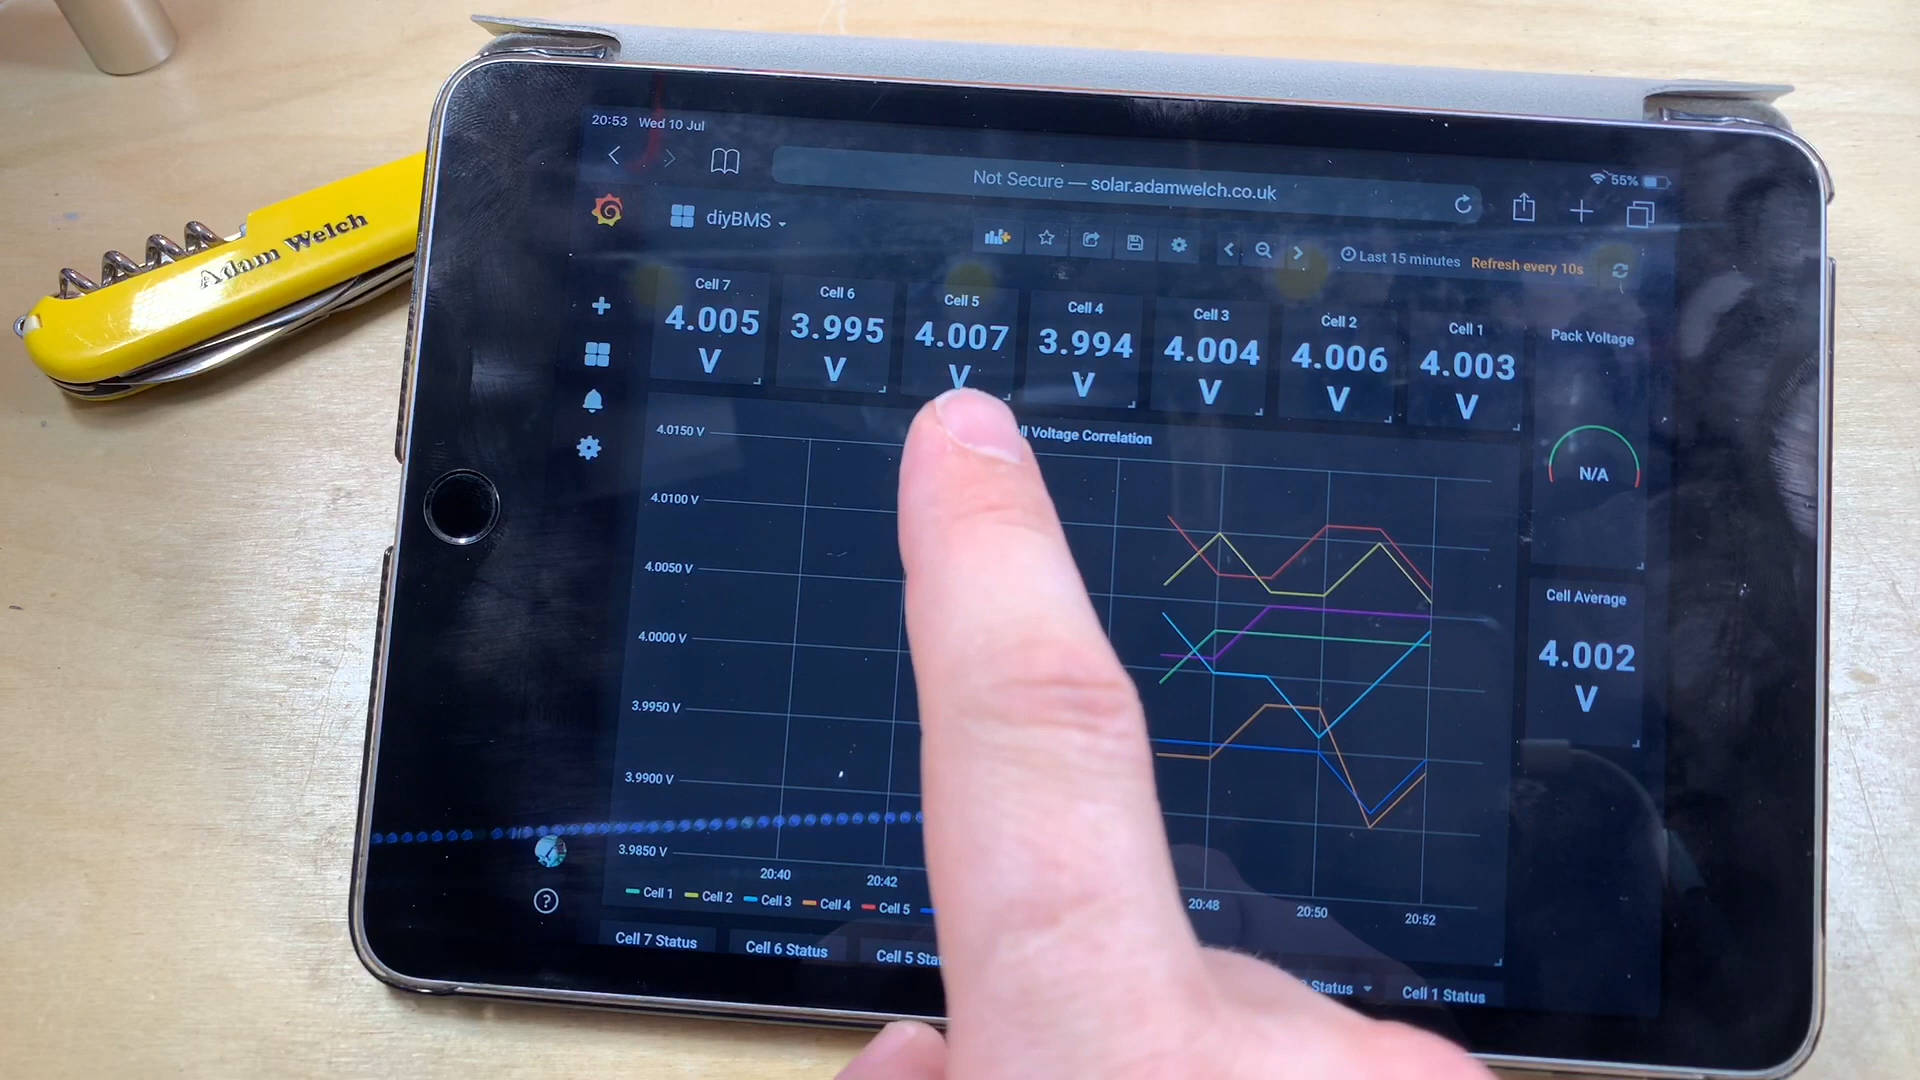 20:53 Wed 10 Jul
55%
Not Secure — solar.adamwelch.co.uk
diyBMS
Last 15 minutes Refresh every 10s
Adam Welch
Cell 7
4.005
V
Cell 6
3.995
V
Cell 5
4.007
V
Cell 4
3.994
V
Cell 3
4.004
V
Cell 2
4.006
V
Cell 1
4.003
V
Pack Voltage
N/A
Voltage Correlation
4.0150 V
4.0100 V
4.0050 V
4.0000 V
3.9950 V
3.9900 V
3.9850 V
20:40 20:42 20:48 20:50 20:52
Cell 1 Cell 2 Cell 3 Cell 4 Cell 5
Cell Average
4.002
V
?
Cell 7 Status Cell 6 Status Cell 5 Status Cell 1 Status